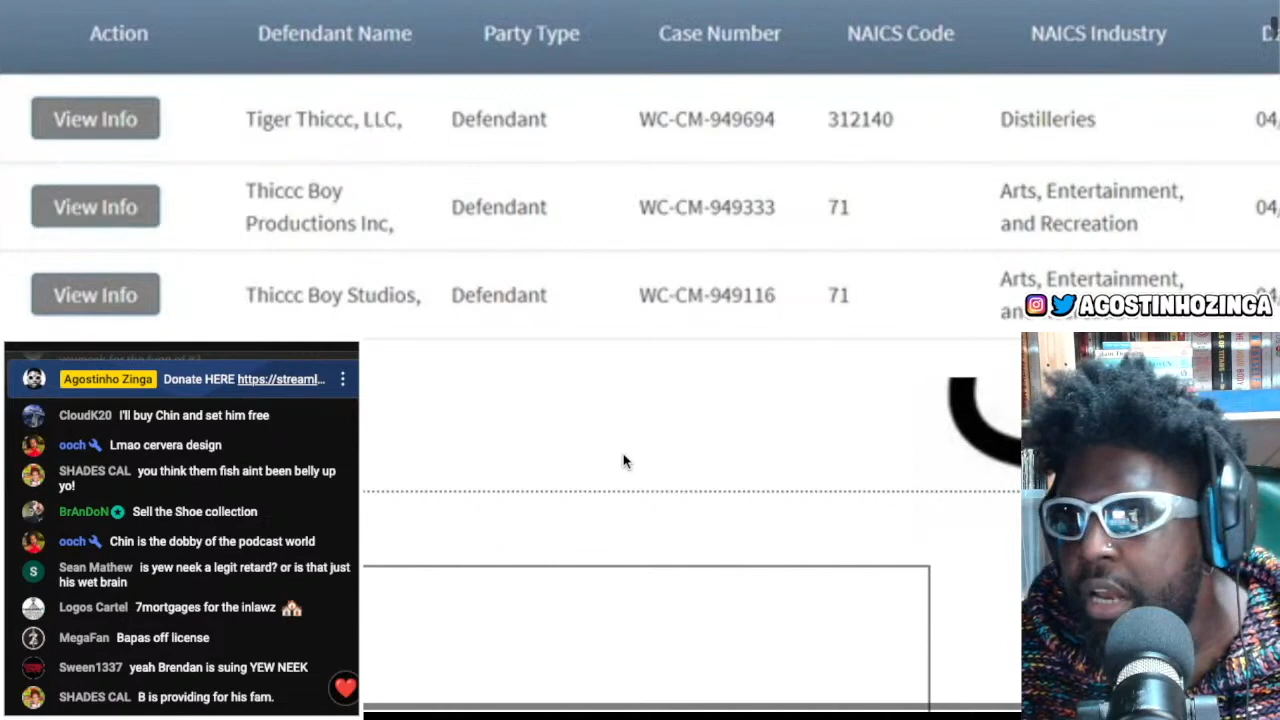 Action Defendant Name Party Type Case Number NAICS Code NAICS Industry
View Info Tiger Thiccc, LLC, Defendant WC-CM-949694 312140 Distilleries 04
View Info Thiccc Boy Productions Inc, Defendant WC-CM-949333 71 Arts, Entertainment, and Recreation 04
View Info Thiccc Boy Studios, Defendant WC-CM-949116 71 Arts, Entertainment,
AGOSTINHOZINGA
Agostinho Zinga Donate HERE https://streaml...
CloudK20 I'll buy Chin and set him free
ooch Lmao cervera design
SHADES CAL you think them fish aint been belly up
yo!
BrAnDoN Sell the Shoe collection
ooch Chin is the dobby of the podcast world
S Sean Mathew is yew neek a legit retard? or is that just
his wet brain
Logos Cartel 7mortgages for the inlawz
MegaFan Bapas off license
Sween1337 yeah Brendan is suing YEW NEEK
SHADES CAL B is providing for his fam.